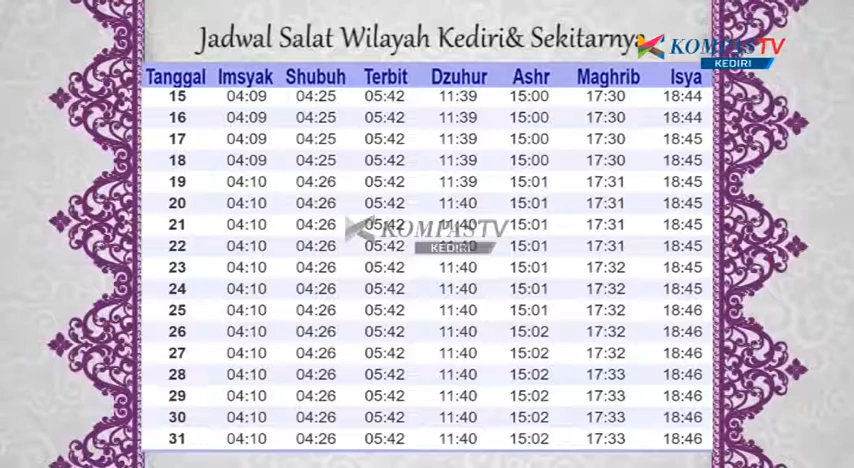 Jadwal Salat Wilayah Kediri& Sekitarnya
KOMPASTV
KEDIRI
Tanggal Imsyak Shubuh Terbit Dzuhur Ashr Maghrib Isya
15 04:09 04:25 05:42 11:39 15:00 17:30 18:44
16 04:09 04:25 05:42 11:39 15:00 17:30 18:44
17 04:09 04:25 05:42 11:39 15:00 17:30 18:45
18 04:09 04:25 05:42 11:39 15:00 17:30 18:45
19 04:10 04:26 05:42 11:39 15:01 17:31 18:45
20 04:10 04:26 05:42 11:40 15:01 17:31 18:45
21 04:10 04:26 05:42 11:40 15:01 17:31 18:45
KOMPASTV
KEDIRI
22 04:10 04:26 05:42 11:40 15:01 17:31 18:45
23 04:10 04:26 05:42 11:40 15:01 17:32 18:45
24 04:10 04:26 05:42 11:40 15:01 17:32 18:45
25 04:10 04:26 05:42 11:40 15:01 17:32 18:46
26 04:10 04:26 05:42 11:40 15:02 17:32 18:46
27 04:10 04:26 05:42 11:40 15:02 17:32 18:46
28 04:10 04:26 05:42 11:40 15:02 17:33 18:46
29 04:10 04:26 05:42 11:40 15:02 17:33 18:46
30 04:10 04:26 05:42 11:40 15:02 17:33 18:46
31 04:10 04:26 05:42 11:40 15:02 17:33 18:46